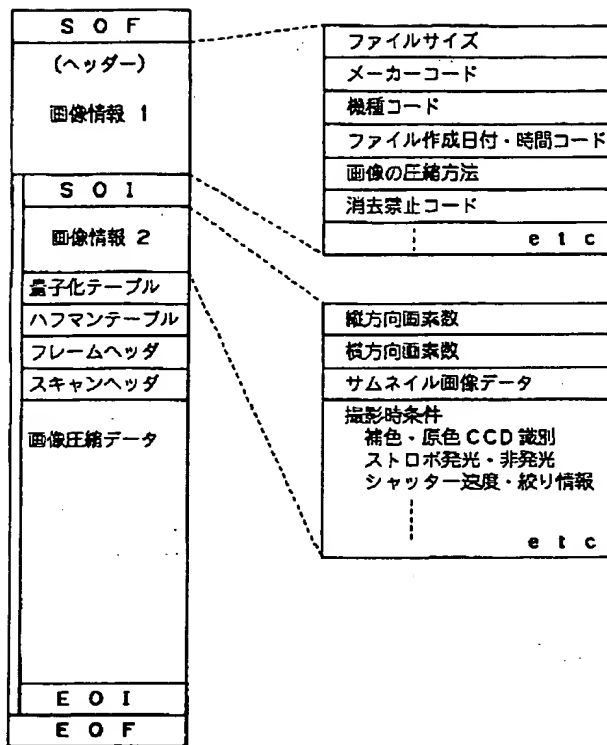 SOF
(ヘッダー)
画像情報 1
SOI
画像情報 2
量子化テーブル
ハフマンテーブル
フレームヘッダ
スキャンヘッダ
画像圧縮データ
EOI
EOF
ファイルサイズ
メーカーコード
機種コード
ファイル作成日付・時間コード
画像の圧縮方法
消去禁止コード
etc
縦方向画素数
横方向画素数
サムネイル画像データ
撮影時条件
補色・原色CCD識別
ストロボ発光・非発光
シャッター速度・絞り情報
etc